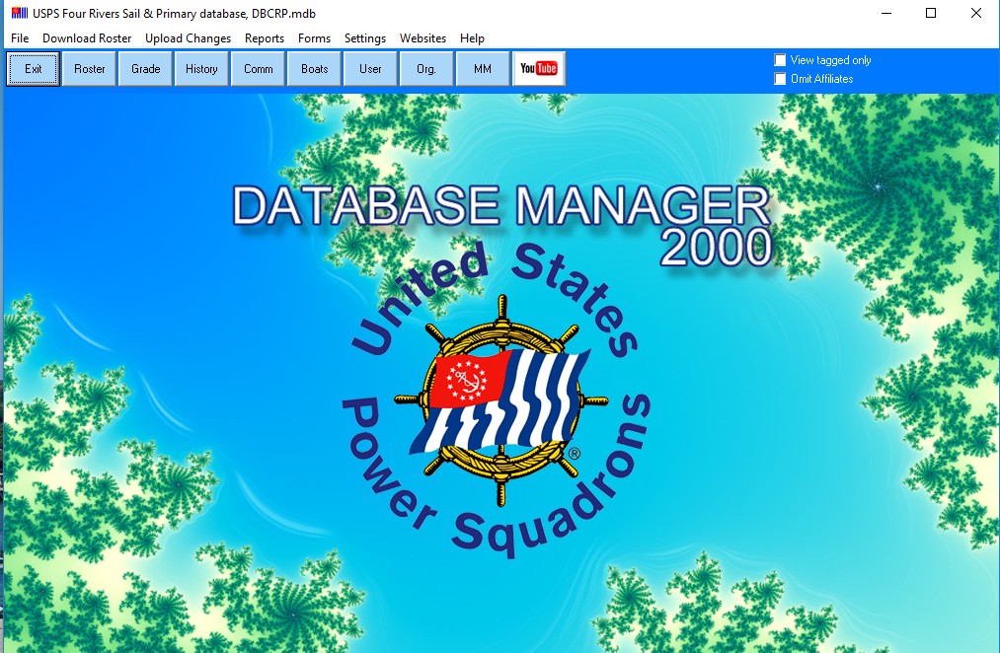 USPS Four Rivers Sail & Primary database, DBCRP.mdb
File Download Roster Upload Changes Reports Forms Settings Websites Help
Exit Roster Grade History Comm Boats User Org. MM YouTube
View tagged only
Omit Affiliates
DATABASE MANAGER
2000
United States
Power Squadrons
®